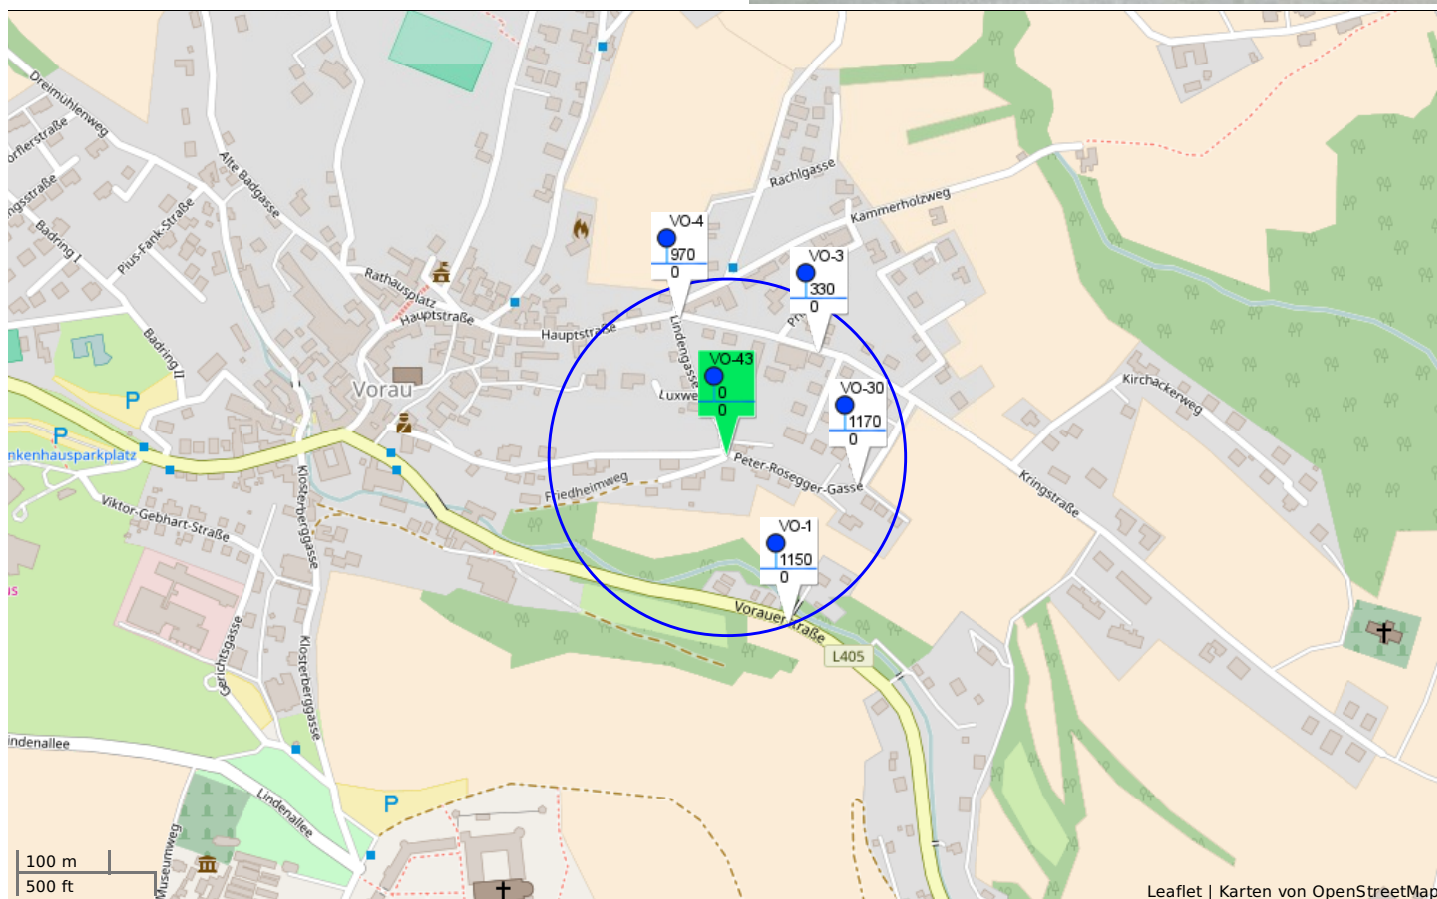 Dreimühlenweg
orflerstraße
ngsstraße
Badring I
Pius-Fank-Straße
Alte Badgasse
Rachlgasse
Kammerholzweg
VO-4
970
0
VO-3
330
0
Rathausplatz
Hauptstraße
Hauptstraße
Lindengasse
Badring II
Vorau
VO-43
0
0
Luxwe
VO-30
1170
0
Kirchackerweg
P
P
nkenhausparkplatz
Peter-Rosegger-Gasse
Friedheimweg
Kringstraße
Viktor-Gebhart-Straße
Klosterberggasse
VO-1
1150
0
us
Vorauer Straße
L405
Gerichtsgasse
Klosterberggasse
indenallee
Lindenallee
P
Museumweg
100 m
500 ft
Leaflet | Karten von OpenStreetMap